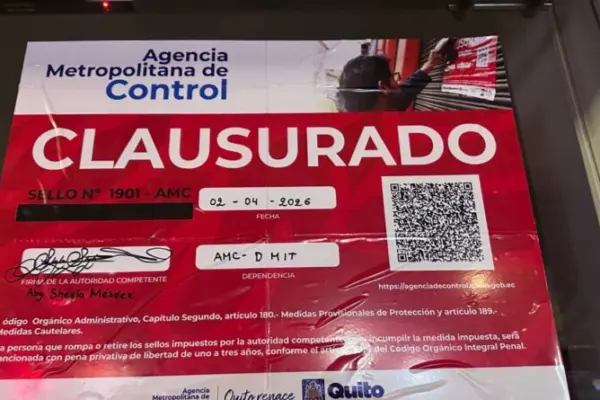 Agencia
Metropolitana de
Control
CLAUSURADO
SELLO Nº 1901 - AMC
02 - 04 - 2026
FECHA
FIRMA DE LA AUTORIDAD COMPETENTE
Abg. Sheyla Méndez
AMC- D MIT
DEPENDENCIA
https://agenciadecontrol.
gob.ec
ódigo Orgánico Administrativo, Capítulo Segundo, artículo 180.- Medidas Provisionales de Protección y artículo 189.-
Medidas Cautelares.
a persona que rompa o retire los sellos impuestos por la autoridad competente
incumplir la medida impuesta, será
ancionada con pena privativa de libertad de uno a tres años, conforme el
del Código Orgánico Integral Penal.
Agencia
Metropolitana de
Quito renace
Quito